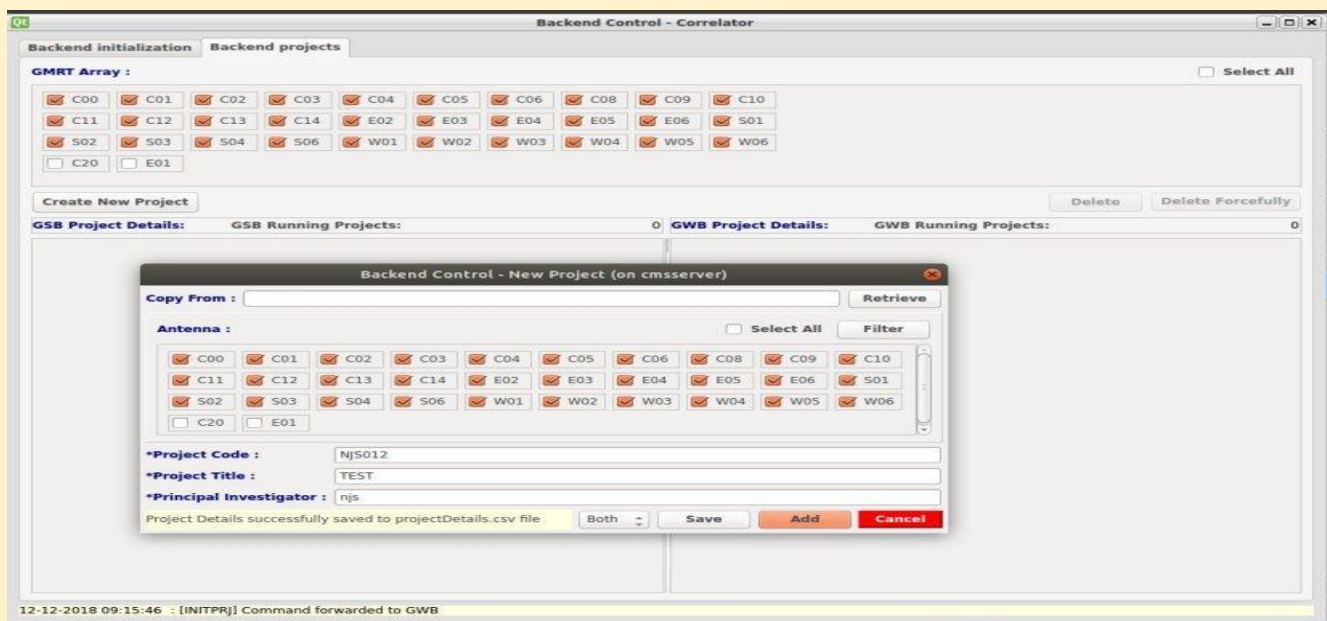 Qt Backend Control - Correlator
Backend initialization Backend projects
GMRT Array : Select All
C00 C01 C02 C03 C04 C05 C06 C08 C09 C10
C11 C12 C13 C14 E02 E03 E04 E05 E06 S01
S02 S03 S04 S06 W01 W02 W03 W04 W05 W06
C20 E01
Create New Project Delete Delete Forcefully
GSB Project Details: GSB Running Projects: 0 GWB Project Details: GWB Running Projects: 0
Backend Control - New Project (on cmsserver)
Copy From : Retrieve
Antenna : Select All Filter
C00 C01 C02 C03 C04 C05 C06 C08 C09 C10
C11 C12 C13 C14 E02 E03 E04 E05 E06 S01
S02 S03 S04 S06 W01 W02 W03 W04 W05 W06
C20 E01
*Project Code : NJS012
*Project Title : TEST
*Principal Investigator : njs
Project Details successfully saved to projectDetails.csv file Both Save Add Cancel
12-12-2018 09:15:46 : [INITPRJ] Command forwarded to GWB